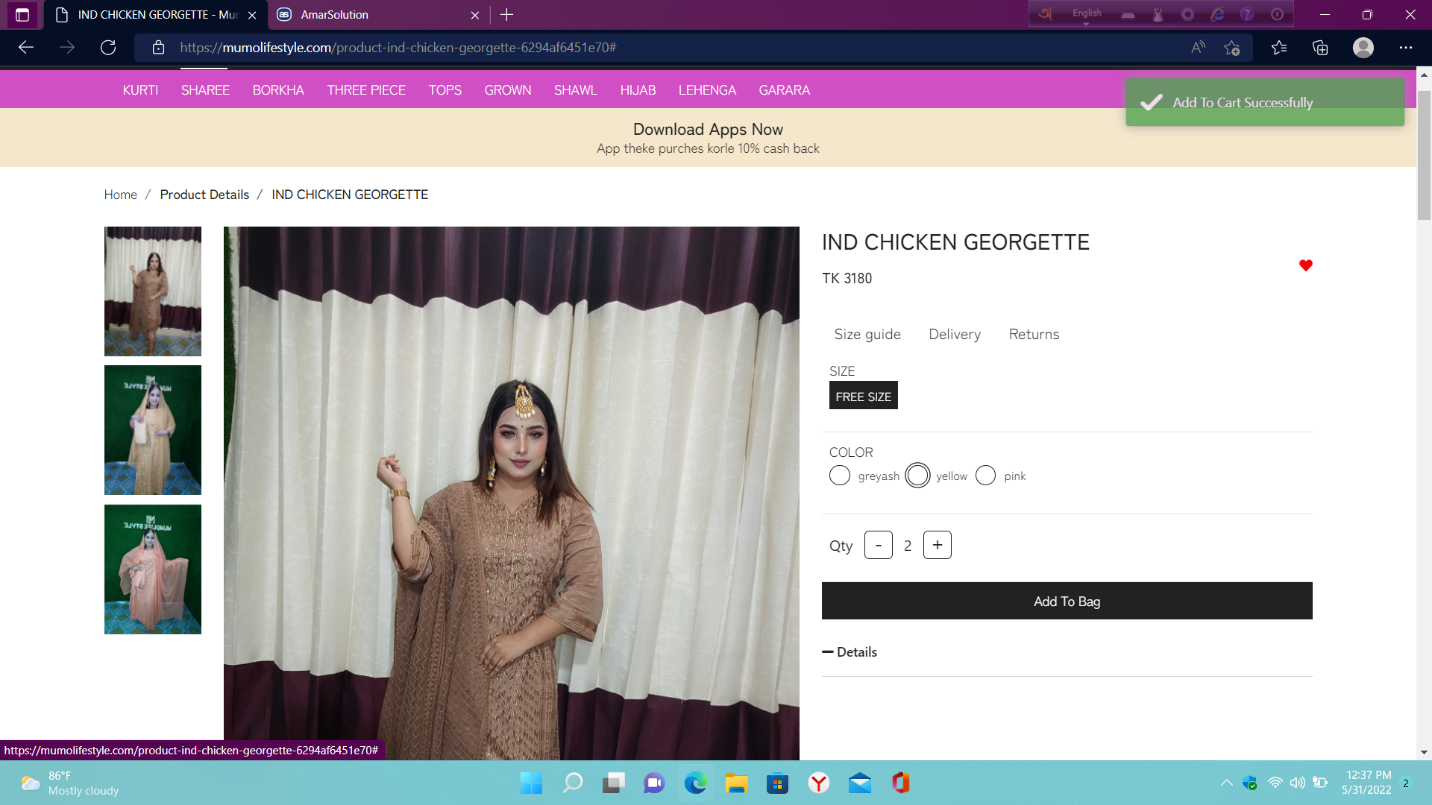 IND CHICKEN GEORGETTE - Mum
AmarSolution
English
https://mumolifestyle.com/product-ind-chicken-georgette-6294af6451e70#
KURTI SHAREE BORKHA THREE PIECE TOPS GROWN SHAWL HIJAB LEHENGA GARARA
Add To Cart Successfully
Download Apps Now
App theke purches korle 10% cash back
Home / Product Details / IND CHICKEN GEORGETTE
IND CHICKEN GEORGETTE
TK 3180
Size guide Delivery Returns
SIZE
FREE SIZE
COLOR
greyash yellow pink
Qty - 2 +
Add To Bag
Details
https://mumolifestyle.com/product-ind-chicken-georgette-6294af6451e70#
86°F
Mostly cloudy
12:37 PM
5/31/2022
2